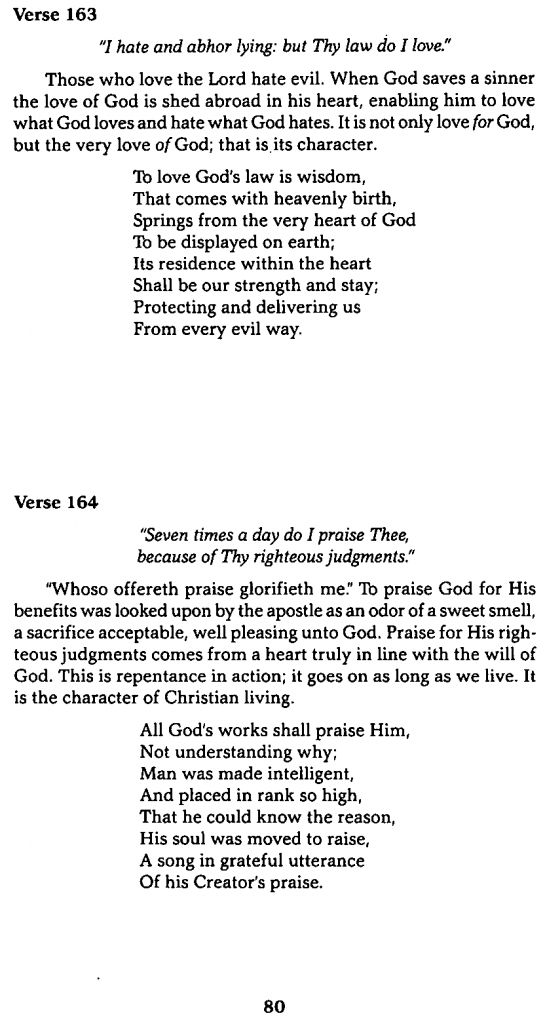 Verse 163
"I hate and abhor lying: but Thy law do I love."
Those who love the Lord hate evil. When God saves a sinner
the love of God is shed abroad in his heart, enabling him to love
what God loves and hate what God hates. It is not only love for God,
but the very love of God; that is its character.
To love God's law is wisdom,
That comes with heavenly birth,
Springs from the very heart of God
To be displayed on earth;
Its residence within the heart
Shall be our strength and stay;
Protecting and delivering us
From every evil way.
Verse 164
"Seven times a day do I praise Thee,
because of Thy righteous judgments."
"Whoso offereth praise glorifieth me." To praise God for His
benefits was looked upon by the apostle as an odor of a sweet smell,
a sacrifice acceptable, well pleasing unto God. Praise for His righ-
teous judgments comes from a heart truly in line with the will of
God. This is repentance in action; it goes on as long as we live. It
is the character of Christian living.
All God's works shall praise Him,
Not understanding why;
Man was made intelligent,
And placed in rank so high,
That he could know the reason,
His soul was moved to raise,
A song in grateful utterance
Of his Creator's praise.
80